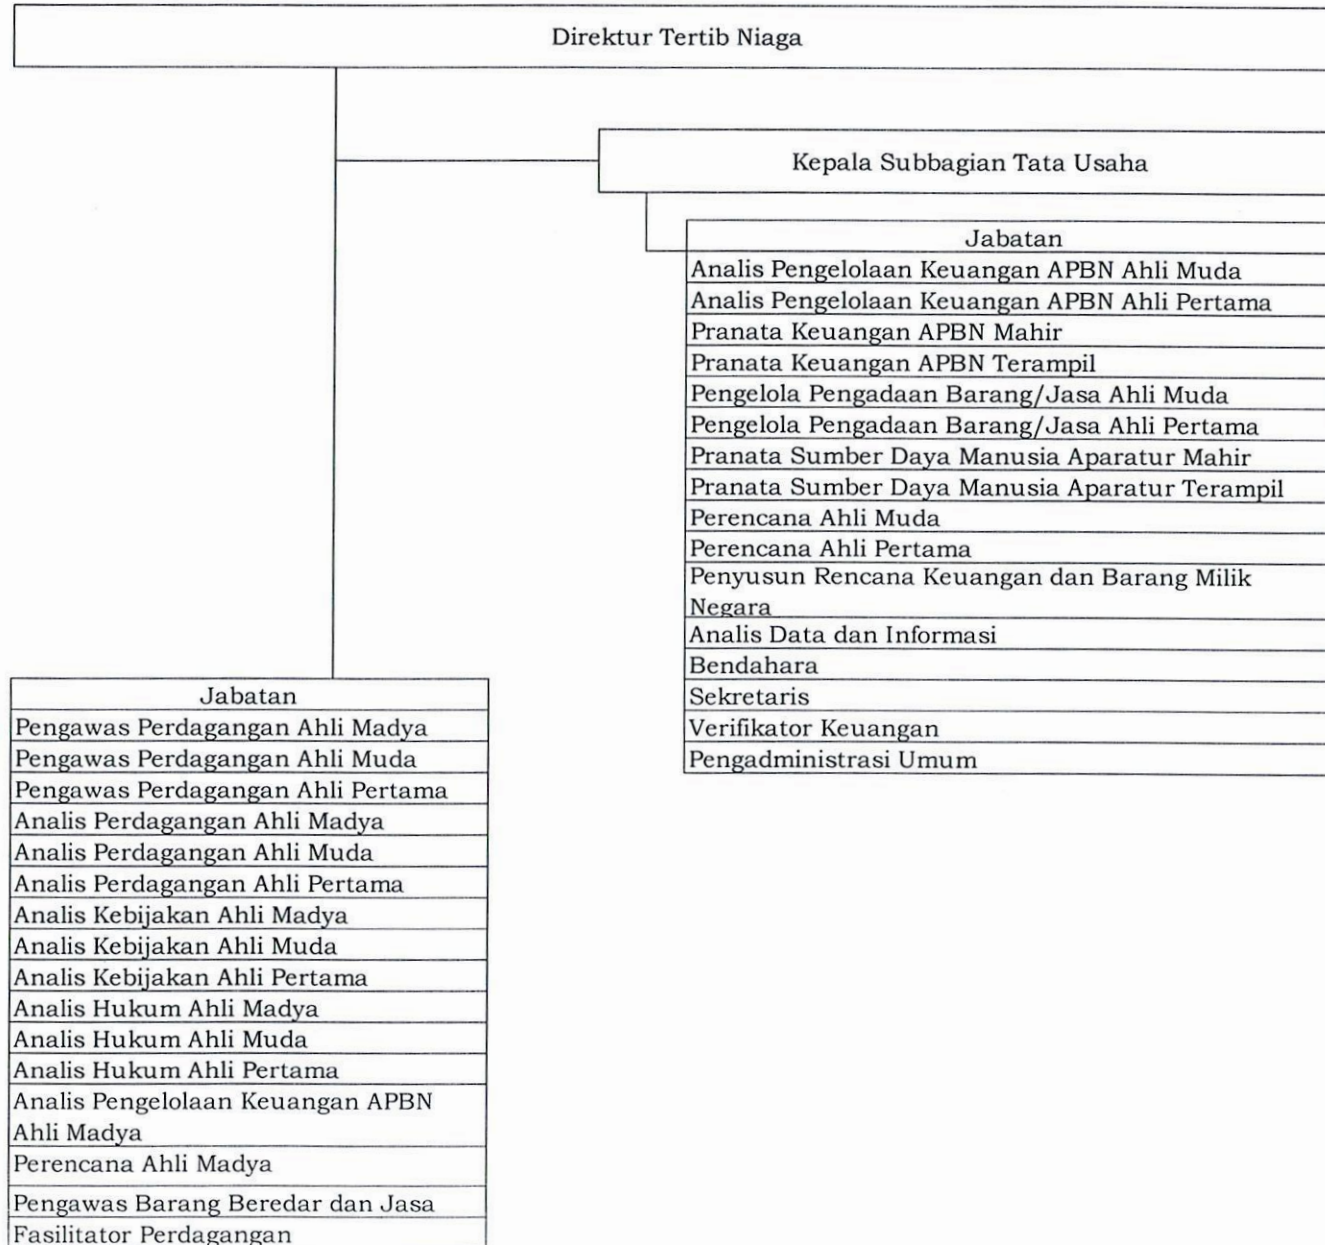 Direktur Tertib Niaga
Kepala Subbagian Tata Usaha
Jabatan
Analis Pengelolaan Keuangan APBN Ahli Muda
Analis Pengelolaan Keuangan APBN Ahli Pertama
Pranata Keuangan APBN Mahir
Pranata Keuangan APBN Terampil
Pengelola Pengadaan Barang/Jasa Ahli Muda
Pengelola Pengadaan Barang/Jasa Ahli Pertama
Pranata Sumber Daya Manusia Aparatur Mahir
Pranata Sumber Daya Manusia Aparatur Terampil
Perencana Ahli Muda
Perencana Ahli Pertama
Penyusun Rencana Keuangan dan Barang Milik
Negara
Analis Data dan Informasi
Bendahara
Sekretaris
Verifikator Keuangan
Pengadministrasi Umum
Jabatan
Pengawas Perdagangan Ahli Madya
Pengawas Perdagangan Ahli Muda
Pengawas Perdagangan Ahli Pertama
Analis Perdagangan Ahli Madya
Analis Perdagangan Ahli Muda
Analis Perdagangan Ahli Pertama
Analis Kebijakan Ahli Madya
Analis Kebijakan Ahli Muda
Analis Kebijakan Ahli Pertama
Analis Hukum Ahli Madya
Analis Hukum Ahli Muda
Analis Hukum Ahli Pertama
Analis Pengelolaan Keuangan APBN
Ahli Madya
Perencana Ahli Madya
Pengawas Barang Beredar dan Jasa
Fasilitator Perdagangan